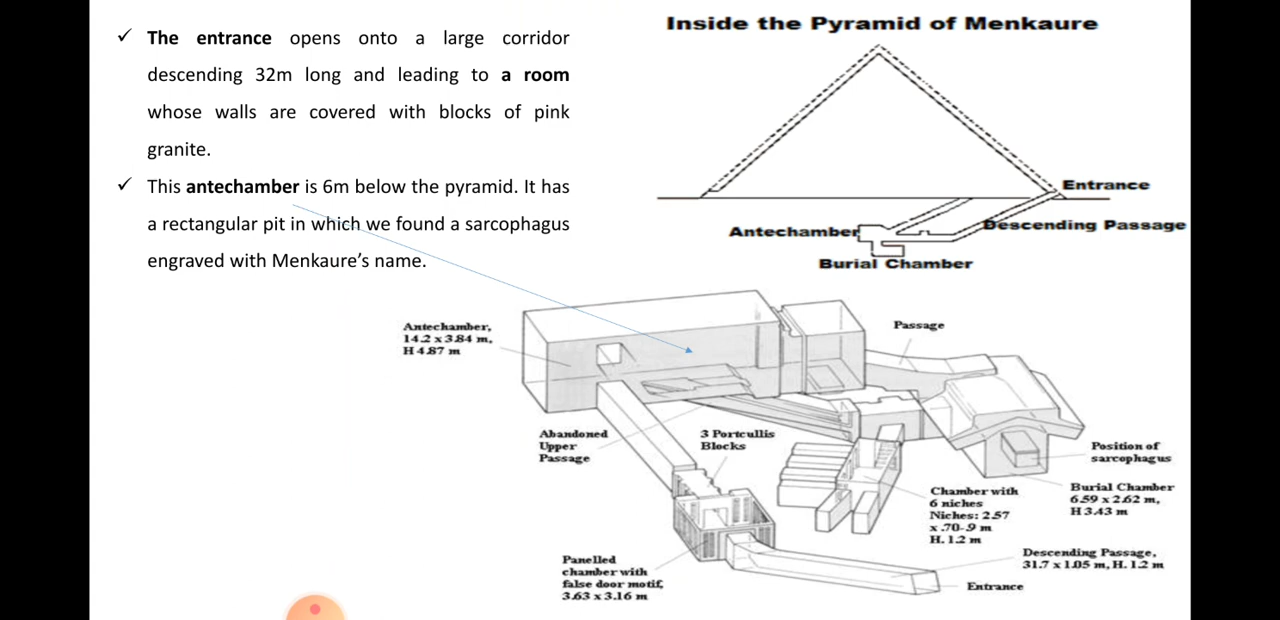 ✓ The entrance opens onto a large corridor
descending 32m long and leading to a room
whose walls are covered with blocks of pink
granite.
✓ This antechamber is 6m below the pyramid. It has
a rectangular pit in which we found a sarcophagus
engraved with Menkaure's name.
Inside the Pyramid of Menkaure
Entrance
Descending Passage
Antechamber
Burial Chamber
Antechamber,
14.2 x 3.84 m,
H 4.87 m
Passage
Abandoned
Upper
Passage
3 Portcullis
Blocks
Position of
sarcophagus
Burial Chamber
6.59 x 2.62 m,
H 3.43 m
Chamber with
6 niches
Niches: 2.57
x .70-.9 m
H. 1.2 m
Descending Passage,
31.7 x 1.05 m, H. 1.2 m
Entrance
Panelled
chamber with
false door motif,
3.63 x 3.16 m